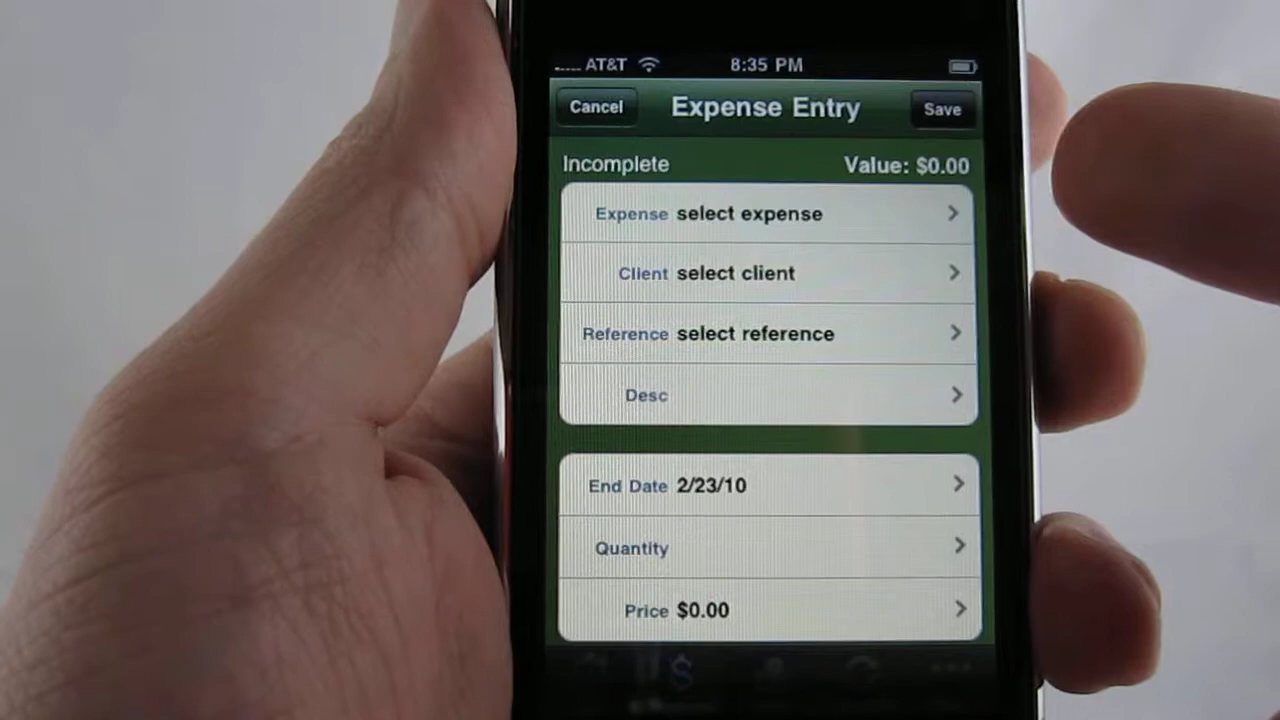 AT&T 8:35 PM
Cancel Expense Entry Save
Incomplete Value: $0.00
Expense select expense
Client select client
Reference select reference
Desc
End Date 2/23/10
Quantity
Price $0.00
$